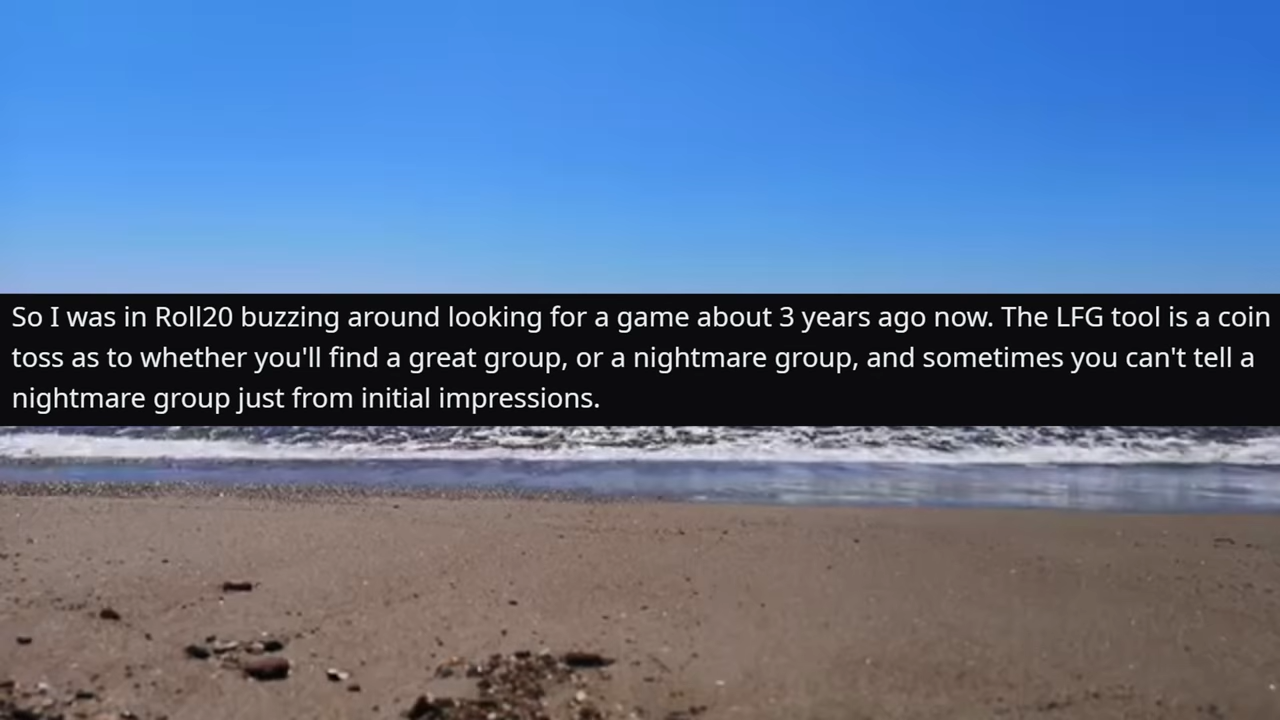 So I was in Roll20 buzzing around looking for a game about 3 years ago now. The LFG tool is a coin
toss as to whether you'll find a great group, or a nightmare group, and sometimes you can't tell a
nightmare group just from initial impressions.